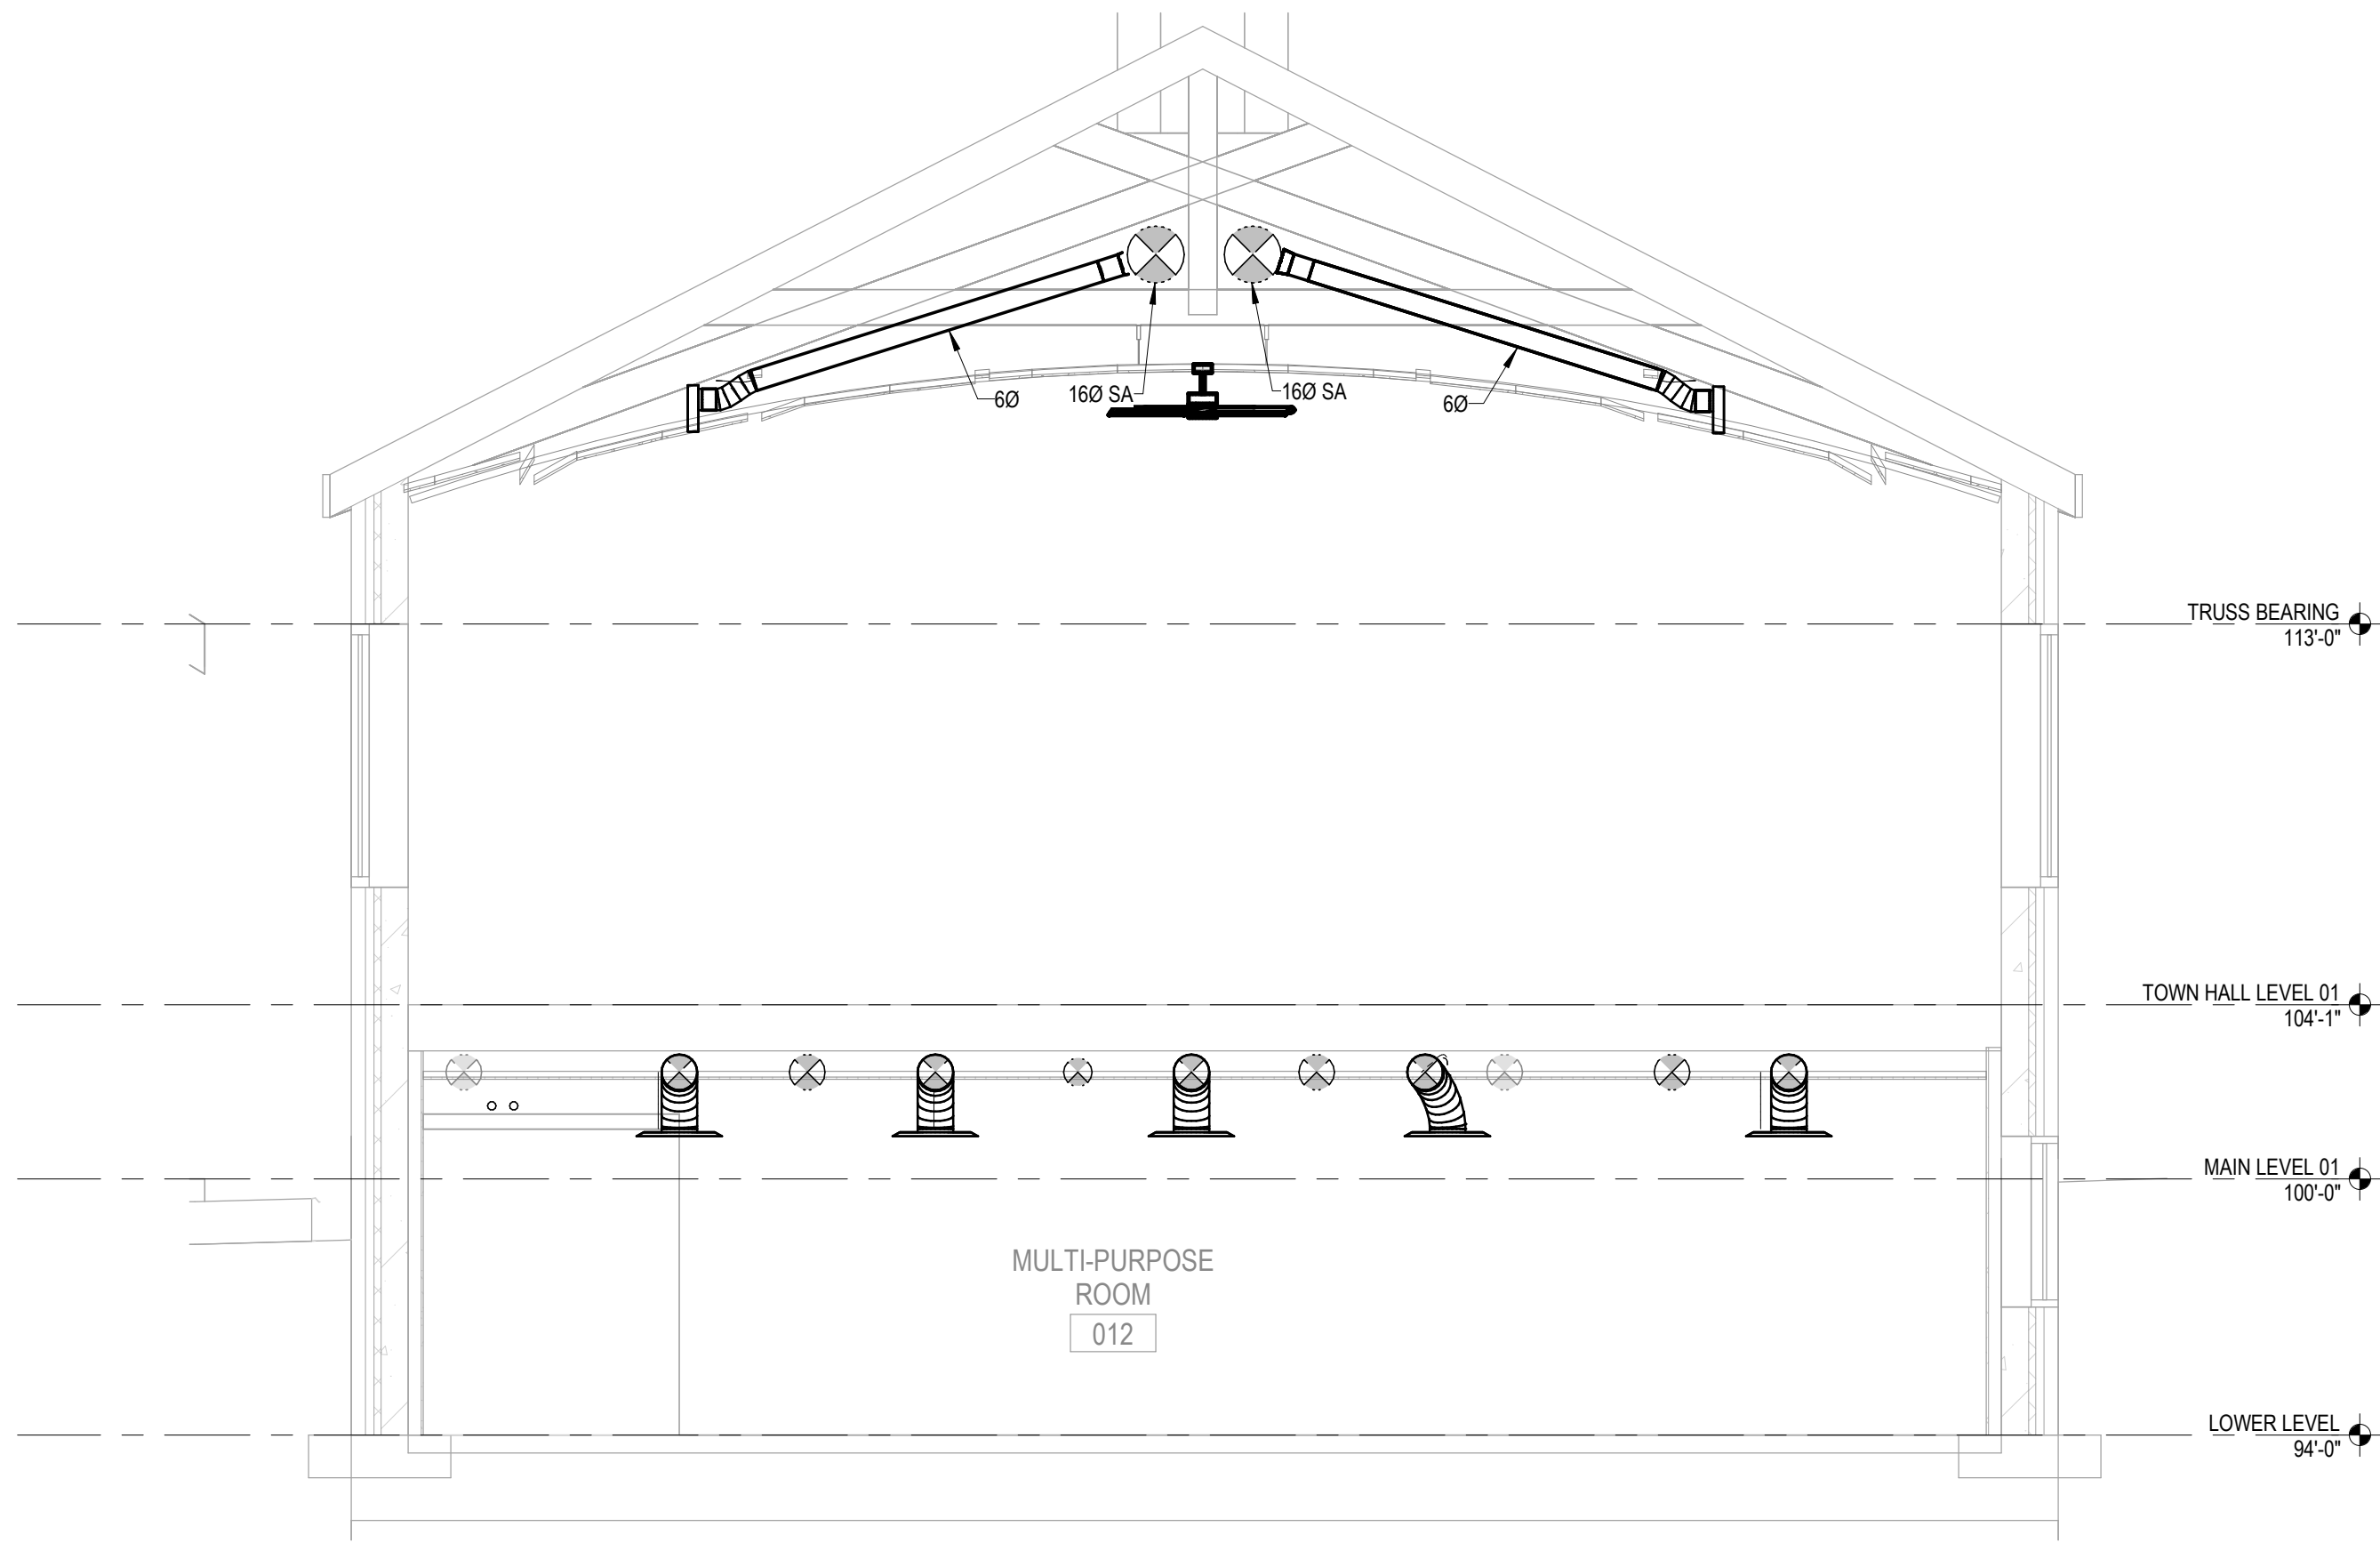 6Ø
16Ø SA
16Ø SA
6Ø
TRUSS BEARING
113'-0"
TOWN HALL LEVEL 01
104'-1"
MAIN LEVEL 01
100'-0"
MULTI-PURPOSE
ROOM
012
LOWER LEVEL
94'-0"